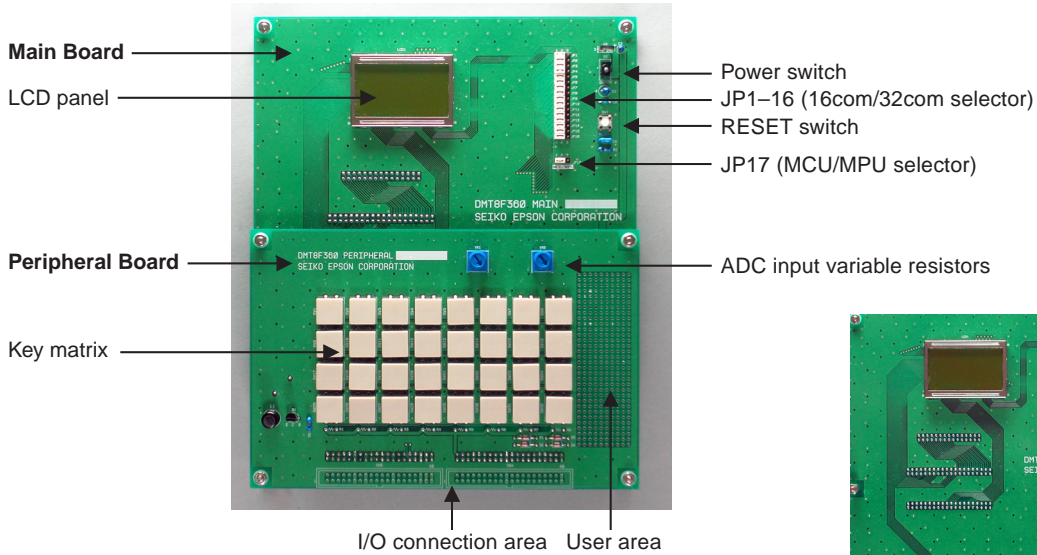 Main Board
LCD panel
Power switch
JP1–16 (16com/32com selector)
RESET switch
JP17 (MCU/MPU selector)
DMT8F360 MAIN
SEIKO EPSON CORPORATION
Peripheral Board
DMT8F360 PERIPHERAL
SEIKO EPSON CORPORATION
ADC input variable resistors
Key matrix
I/O connection area
User area